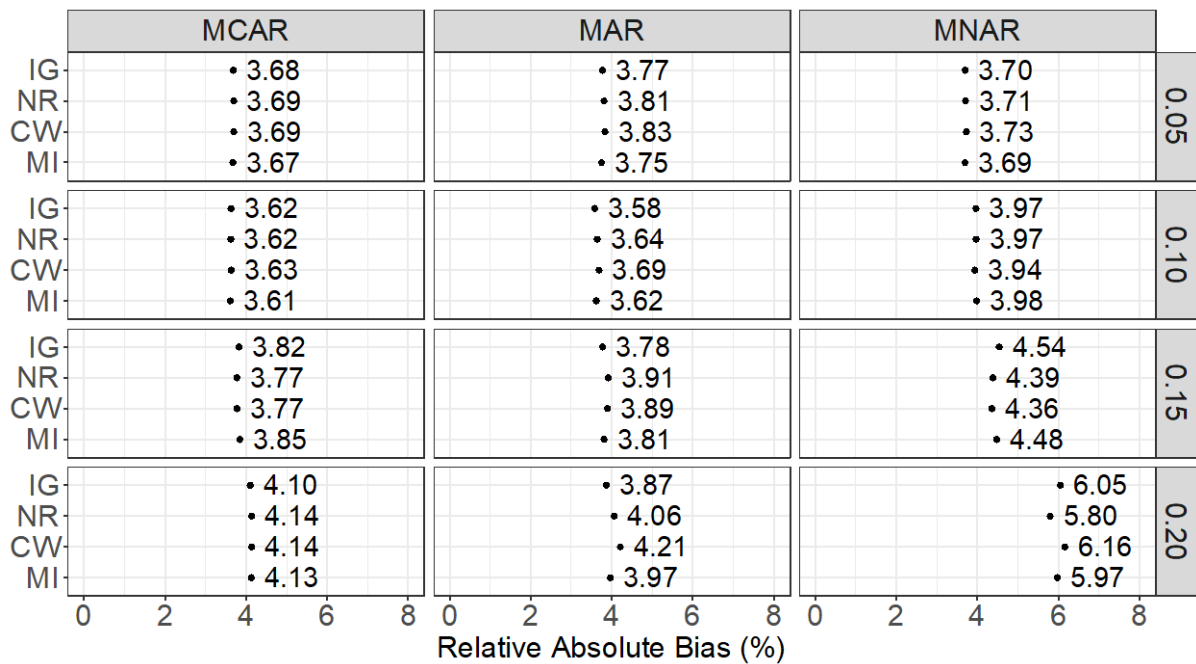 MCAR MAR MNAR
IG 3.68 3.77 3.70
NR 3.69 3.81 3.71
CW 3.69 3.83 3.73
MI 3.67 3.75 3.69
0.05
IG 3.62 3.58 3.97
NR 3.62 3.64 3.97
CW 3.63 3.69 3.94
MI 3.61 3.62 3.98
0.10
IG 3.82 3.78 4.54
NR 3.77 3.91 4.39
CW 3.77 3.89 4.36
MI 3.85 3.81 4.48
0.15
IG 4.10 3.87 6.05
NR 4.14 4.06 5.80
CW 4.14 4.21 6.16
MI 4.13 3.97 5.97
0.20
0 2 4 6 8 0 2 4 6 8 0 2 4 6 8
Relative Absolute Bias (%)